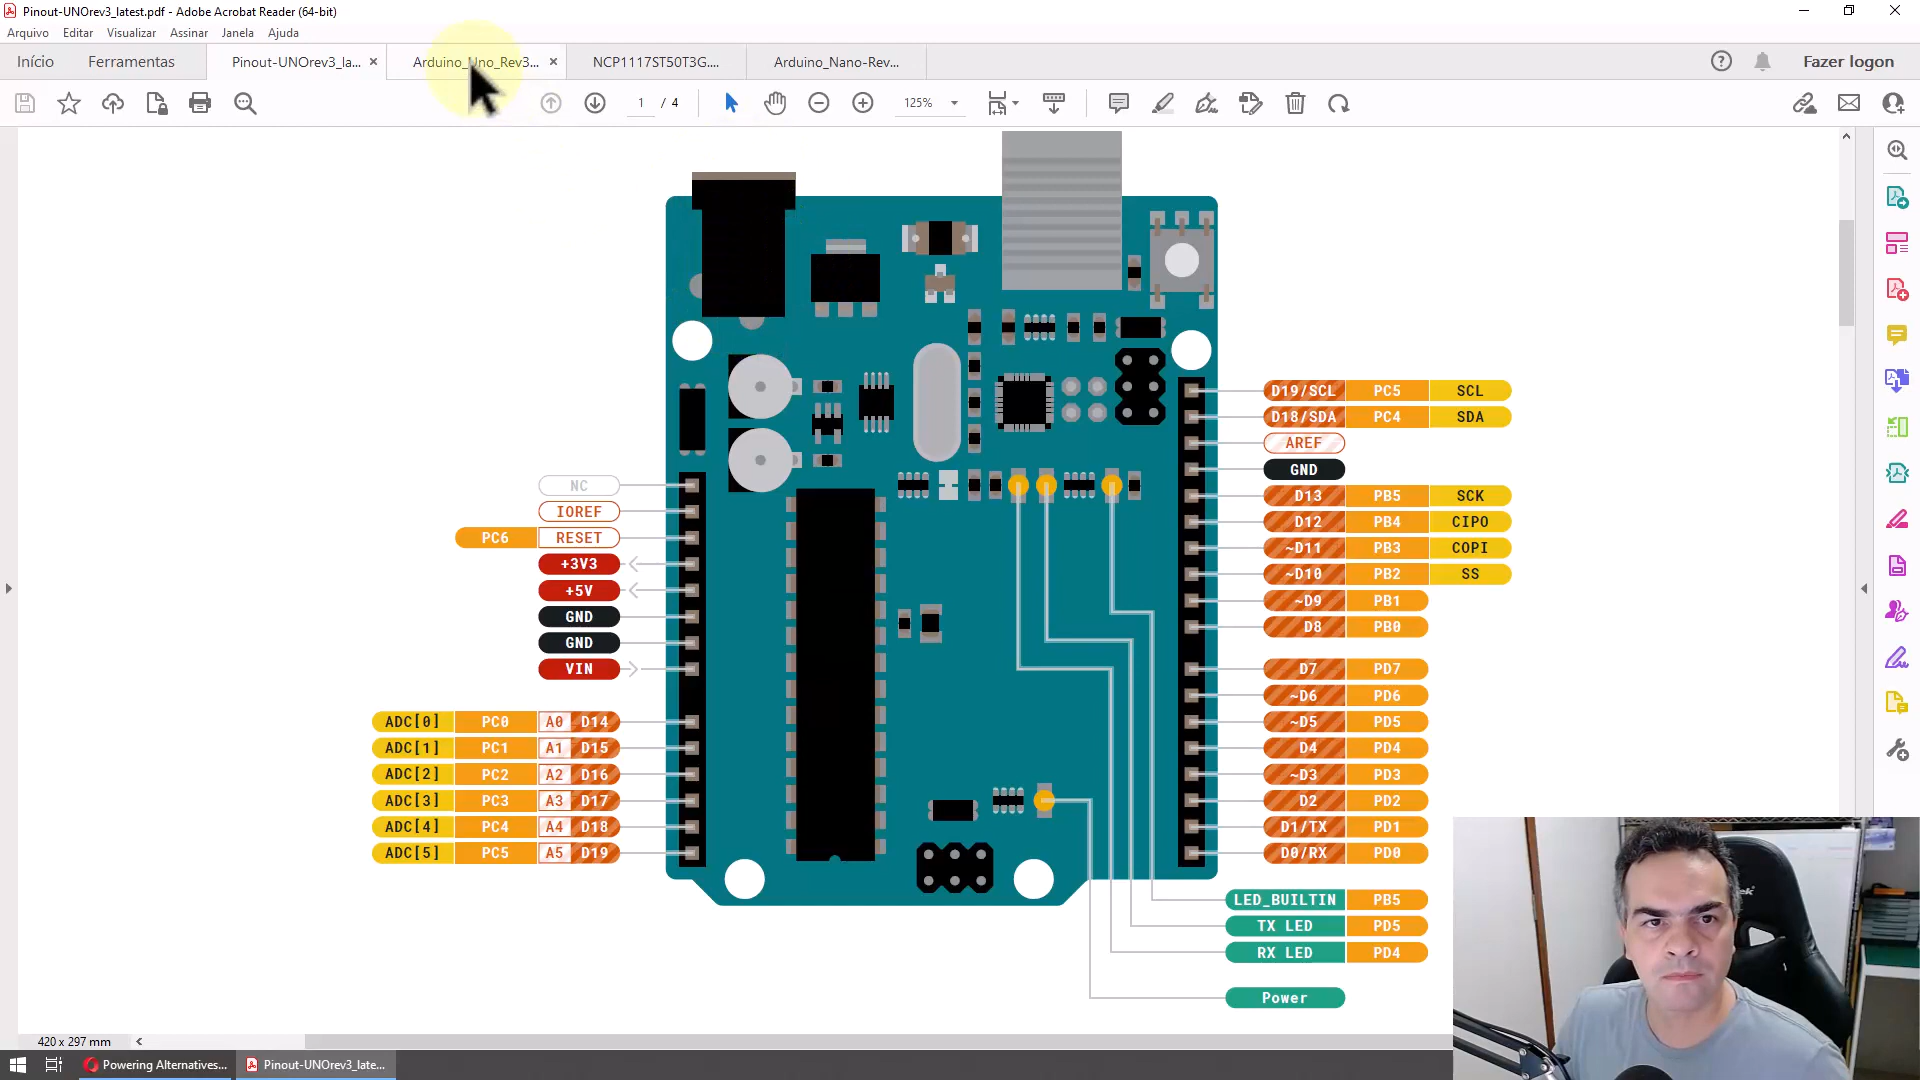 Pinout-UNOrev3_latest.pdf - Adobe Acrobat Reader (64-bit)
Arquivo Editar Visualizar Assinar Janela Ajuda
Início Ferramentas Pinout-UNOrev3_la... Arduino_Uno_Rev3... NCP1117ST50T3G.... Arduino_Nano-Rev... Fazer logon
1 / 4 125%
NC
IOREF
PC6 RESET
+3V3
+5V
GND
GND
VIN
ADC[0] PC0 A0 D14
ADC[1] PC1 A1 D15
ADC[2] PC2 A2 D16
ADC[3] PC3 A3 D17
ADC[4] PC4 A4 D18
ADC[5] PC5 A5 D19
D19/SCL PC5 SCL
D18/SDA PC4 SDA
AREF
GND
D13 PB5 SCK
D12 PB4 CIPO
~D11 PB3 COPI
~D10 PB2 SS
~D9 PB1
D8 PB0
D7 PD7
~D6 PD6
~D5 PD5
D4 PD4
~D3 PD3
D2 PD2
D1/TX PD1
D0/RX PD0
LED_BUILTIN PB5
TX LED PD5
RX LED PD4
Power
420 x 297 mm
Powering Alternatives... Pinout-UNOrev3_late...